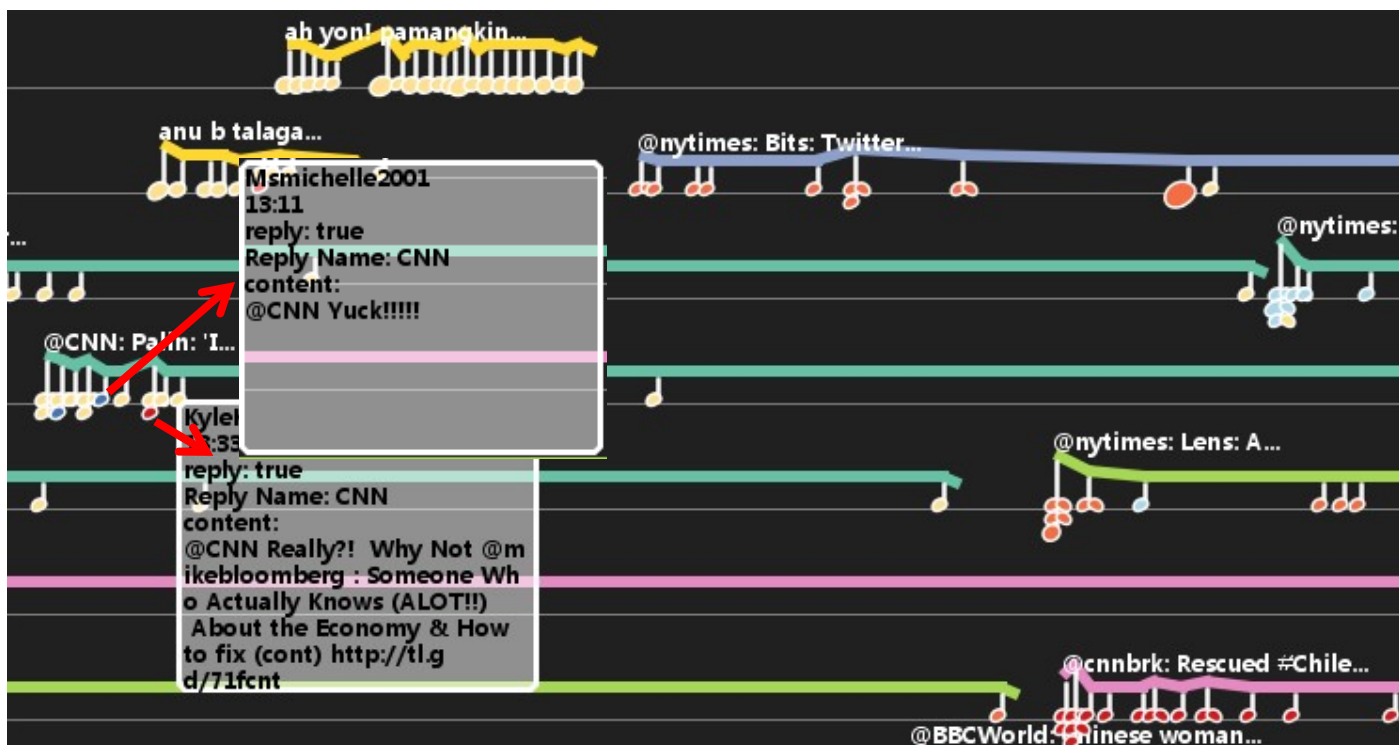 ah yon! pamangkin...
anu b talaga...
@nytimes: Bits: Twitter...
Msmichelle2001
13:11
reply: true
Reply Name: CNN
content:
@CNN Yuck!!!!!
@nytimes:
@CNN: Palin: 'I...
reply: true
Reply Name: CNN
content:
@CNN Really?!  Why Not @m
ikebloomberg : Someone Wh
o Actually Knows (ALOT!!)
About the Economy & How
to fix (cont) http://tl.g
d/71fcnt
@nytimes: Lens: A...
@cnnbrk: Rescued #Chile...
@BBCWorld: Chinese woman...